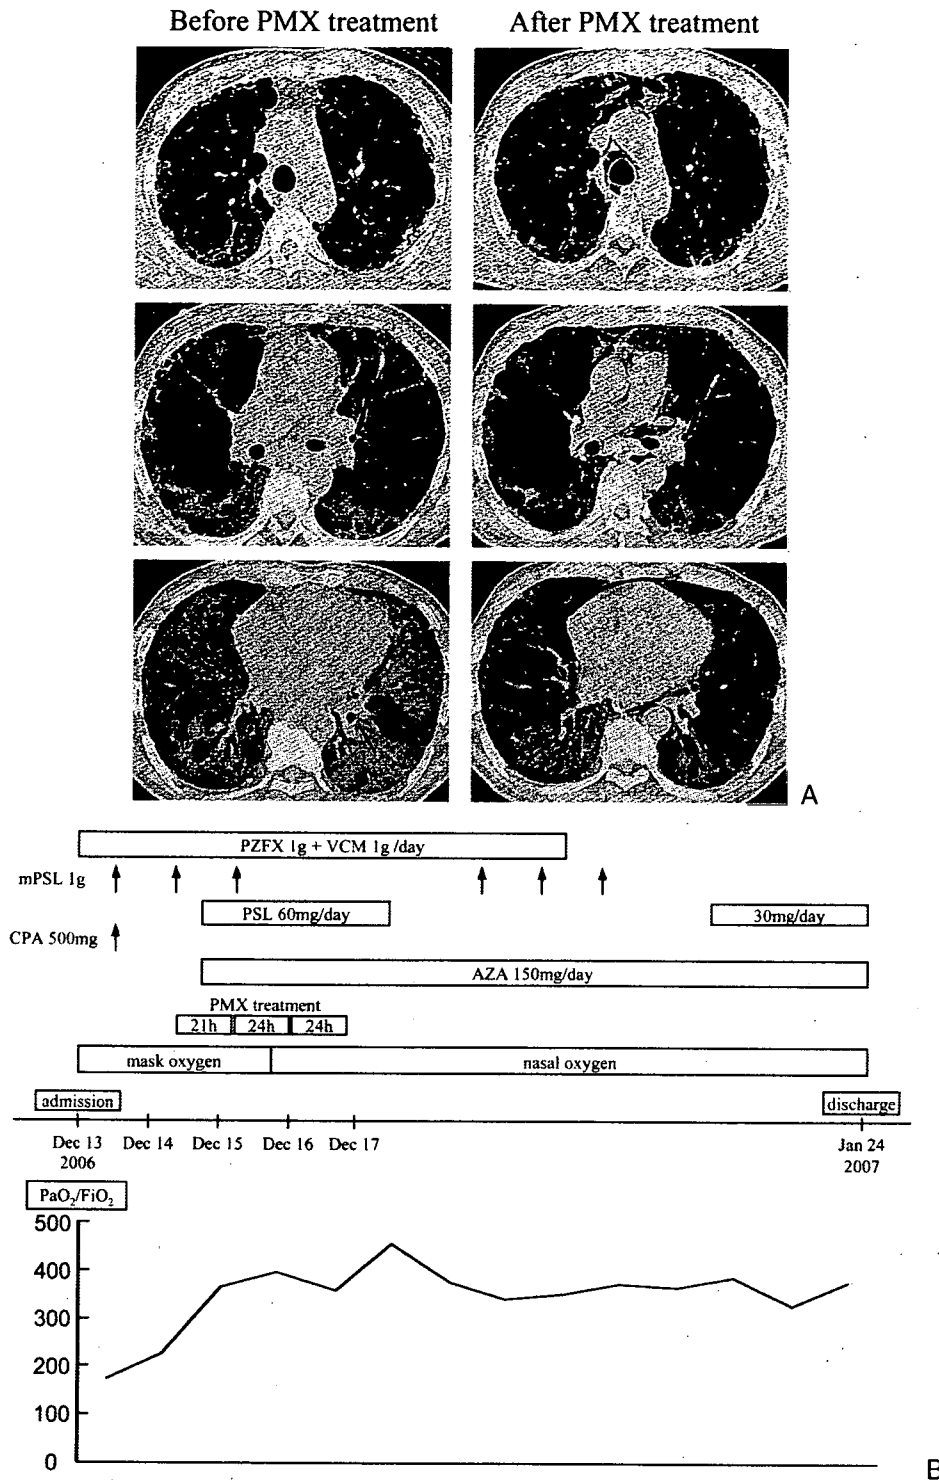 Before PMX treatment
After PMX treatment
A
PZFX 1g + VCM 1g /day
mPSL 1g
PSL 60mg/day
30mg/day
CPA 500mg
AZA 150mg/day
PMX treatment
21h
24h
24h
mask oxygen
nasal oxygen
admission
discharge
Dec 13
2006
Dec 14
Dec 15
Dec 16
Dec 17
Jan 24
2007
PaO₂/FiO₂
500
400
300
200
100
0
B